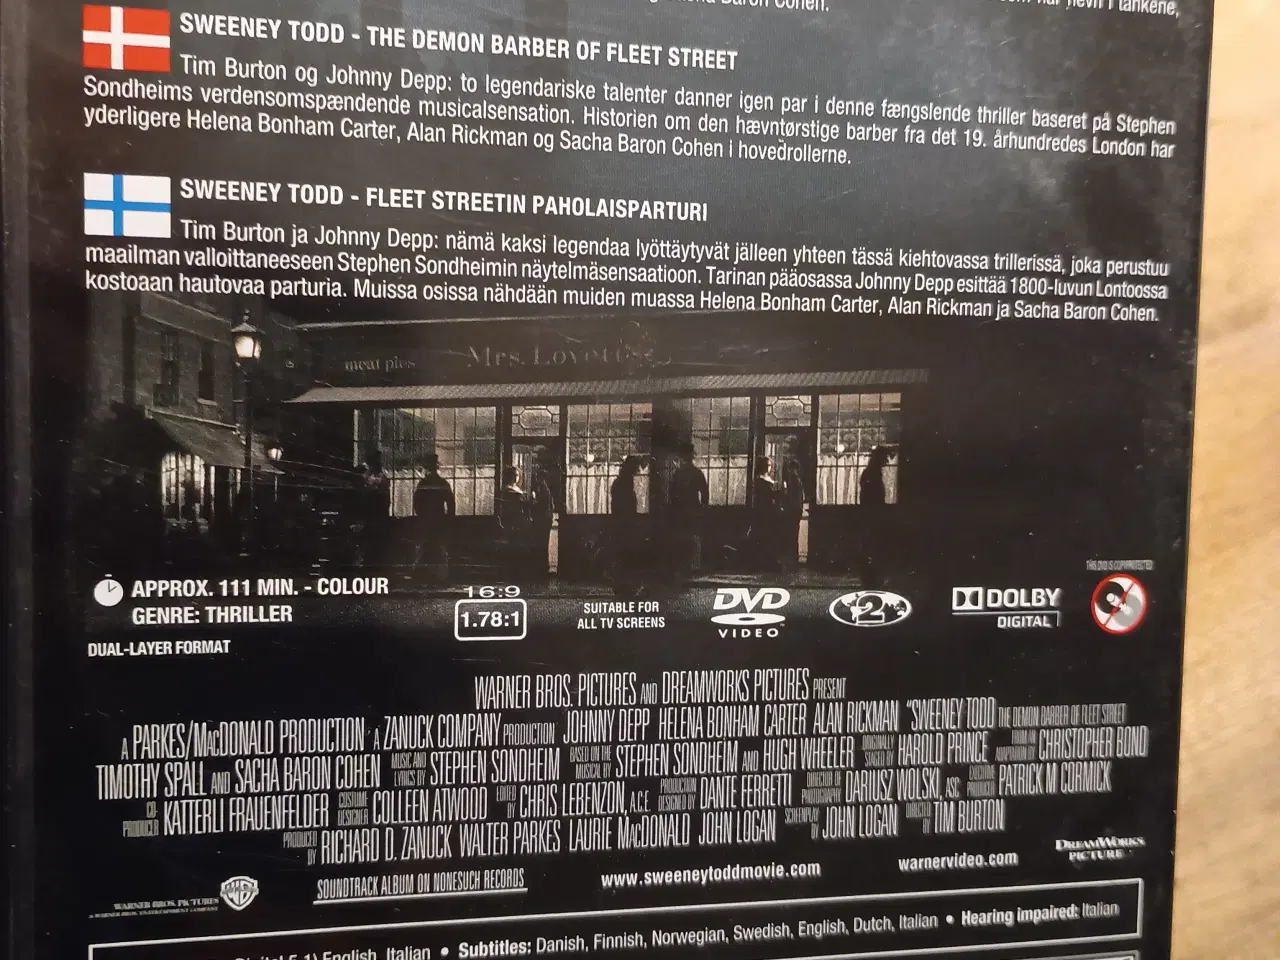 Baron Cohen.
SWEENEY TODD - THE DEMON BARBER OF FLEET STREET
Tim Burton og Johnny Depp: to legendariske talenter danner igen par i denne fængslende thriller baseret på Stephen
Sondheims verdensomspændende musicalsensation. Historien om den hævntørstige barber fra det 19. århundredes London har
yderligere Helena Bonham Carter, Alan Rickman og Sacha Baron Cohen i hovedrollerne.
SWEENEY TODD - FLEET STREETIN PAHOLAISPARTURI
Tim Burton ja Johnny Depp: nämä kaksi legendaa lyöttäytyvät jälleen yhteen tässä kiehtovassa trillerissä, joka perustuu
maailman valloittaneeseen Stephen Sondheimin näytelmäsensaatioon. Tarinan pääosassa Johnny Depp esittää 1800-luvun Lontoossa
kostoaan hautovaa parturia. Muissa osissa nähdään muiden muassa Helena Bonham Carter, Alan Rickman ja Sacha Baron Cohen.
meat pies Mrs. Lovett's
APPROX. 111 MIN. - COLOUR
GENRE: THRILLER
DUAL-LAYER FORMAT
16:9
1.78:1
SUITABLE FOR
ALL TV SCREENS
DVD
VIDEO
2
DOLBY
DIGITAL
THIS DVD IS COPY PROTECTED
WARNER BROS. PICTURES AND DREAMWORKS PICTURES PRESENT
A PARKES/MACDONALD PRODUCTION A ZANUCK COMPANY PRODUCTION JOHNNY DEPP HELENA BONHAM CARTER ALAN RICKMAN "SWEENEY TODD THE DEMON BARBER OF FLEET STREET
TIMOTHY SPALL AND SACHA BARON COHEN MUSIC AND LYRICS BY STEPHEN SONDHEIM BASED ON THE MUSICAL BY STEPHEN SONDHEIM AND HUGH WHEELER ORIGINALLY STAGED BY HAROLD PRINCE CHRISTOPHER BOND
CO-PRODUCER KATTERLI FRAUENFELDER COSTUME DESIGNER COLLEEN ATWOOD EDITED BY CHRIS LEBENZON, A.C.E. PRODUCTION DESIGNED BY DANTE FERRETTI DIRECTOR OF PHOTOGRAPHY DARIUSZ WOLSKI, ASC PATRICK M CORMICK
PRODUCED BY RICHARD D. ZANUCK WALTER PARKES LAURIE MACDONALD JOHN LOGAN SCREENPLAY BY JOHN LOGAN DIRECTED BY TIM BURTON
WARNER BROS. PICTURES
WB
SOUNDTRACK ALBUM ON NONESUCH RECORDS
www.sweeneytoddmovie.com
warnervideo.com
DREAMWORKS
PICTURES
English, Italian • Subtitles: Danish, Finnish, Norwegian, Swedish, English, Dutch, Italian • Hearing impaired: Italian